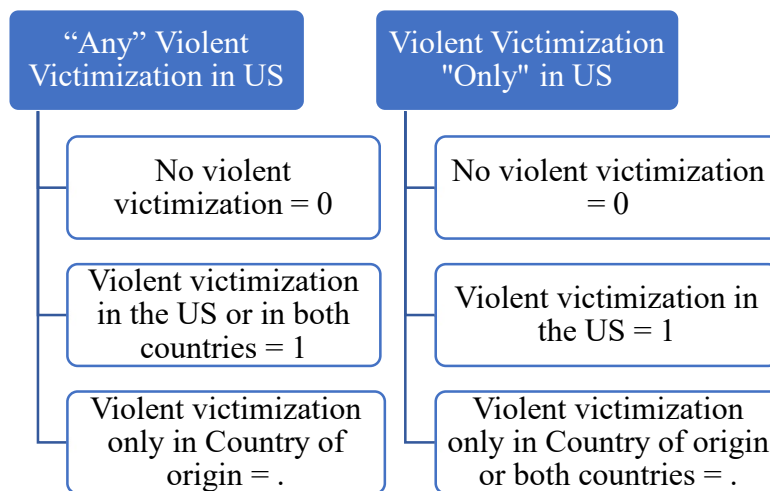 “Any” Violent
Victimization in US
No violent
victimization = 0
Violent victimization
in the US or in both
countries = 1
Violent victimization
only in Country of
origin = .
Violent Victimization
"Only" in US
No violent victimization
= 0
Violent victimization in
the US = 1
Violent victimization
only in Country of origin
or both countries = .